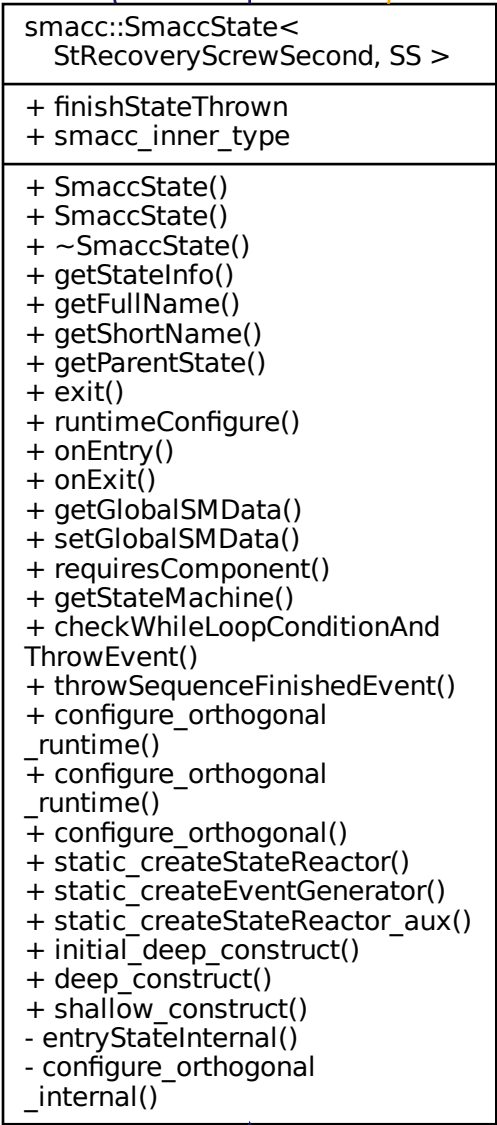 smacc::SmaccState<
StRecoveryScrewSecond, SS >
+ finishStateThrown
+ smacc_inner_type
+ SmaccState()
+ SmaccState()
+ ~SmaccState()
+ getStateInfo()
+ getFullName()
+ getShortName()
+ getParentState()
+ exit()
+ runtimeConfigure()
+ onEntry()
+ onExit()
+ getGlobalSMData()
+ setGlobalSMData()
+ requiresComponent()
+ getStateMachine()
+ checkWhileLoopConditionAnd
ThrowEvent()
+ throwSequenceFinishedEvent()
+ configure_orthogonal
_runtime()
+ configure_orthogonal
_runtime()
+ configure_orthogonal()
+ static_createStateReactor()
+ static_createEventGenerator()
+ static_createStateReactor_aux()
+ initial_deep_construct()
+ deep_construct()
+ shallow_construct()
- entryStateInternal()
- configure_orthogonal
_internal()